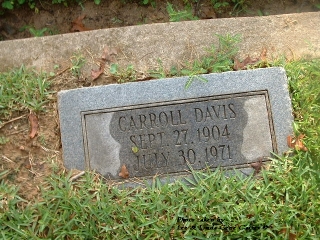 CARROLL DAVIS
SEPT. 27, 1904
JULY 30, 1971